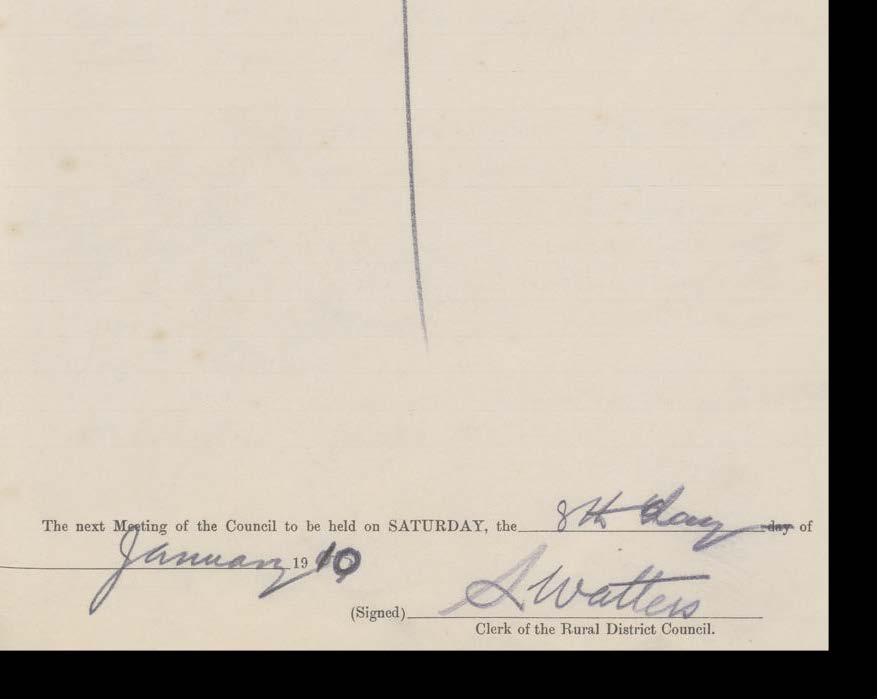 The next Meeting of the Council to be held on SATURDAY, the 8th day day of
January 1910
(Signed) S Watters
Clerk of the Rural District Council.